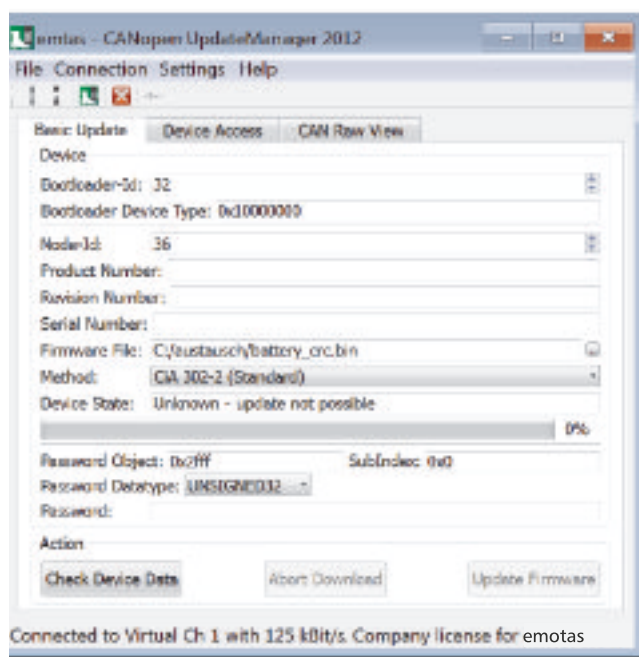 emtas - CANopen UpdateManager 2012
File Connection Settings Help
Basic Update Device Access CAN Raw View
Device
Bootloader-Id: 32
Bootloader Device Type: 0x10000000
Node-Id: 36
Product Number:
Revision Number:
Serial Number:
Firmware File: C:/austausch/battery_crc.bin
Method: CiA 302-2 (Standard)
Device State: Unknown - update not possible
0%
Password Object: 0x2fff SubIndex: 0x0
Password Datatype: UNSIGNED32
Password:
Action
Check Device Data Abort Download Update Firmware
Connected to Virtual Ch 1 with 125 kBit/s. Company license for emotas